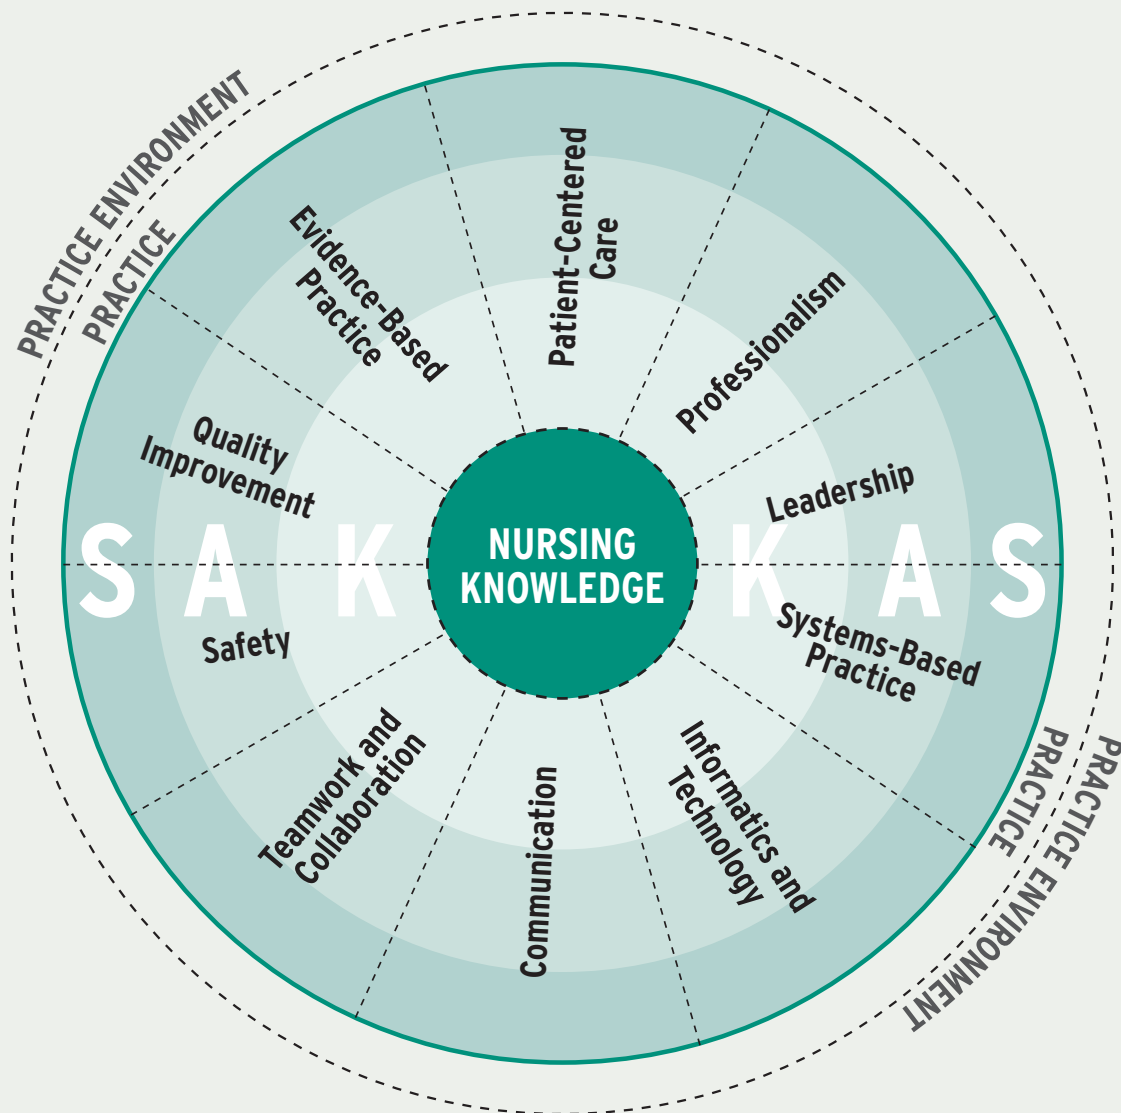 PRACTICE ENVIRONMENT
PRACTICE
Patient-Centered
Care
Professionalism
Leadership
Systems-Based
Practice
Informatics and
Technology
Communication
Teamwork and
Collaboration
Safety
Quality
Improvement
Evidence-Based
Practice
S A K
NURSING
KNOWLEDGE
K A S
PRACTICE
PRACTICE ENVIRONMENT